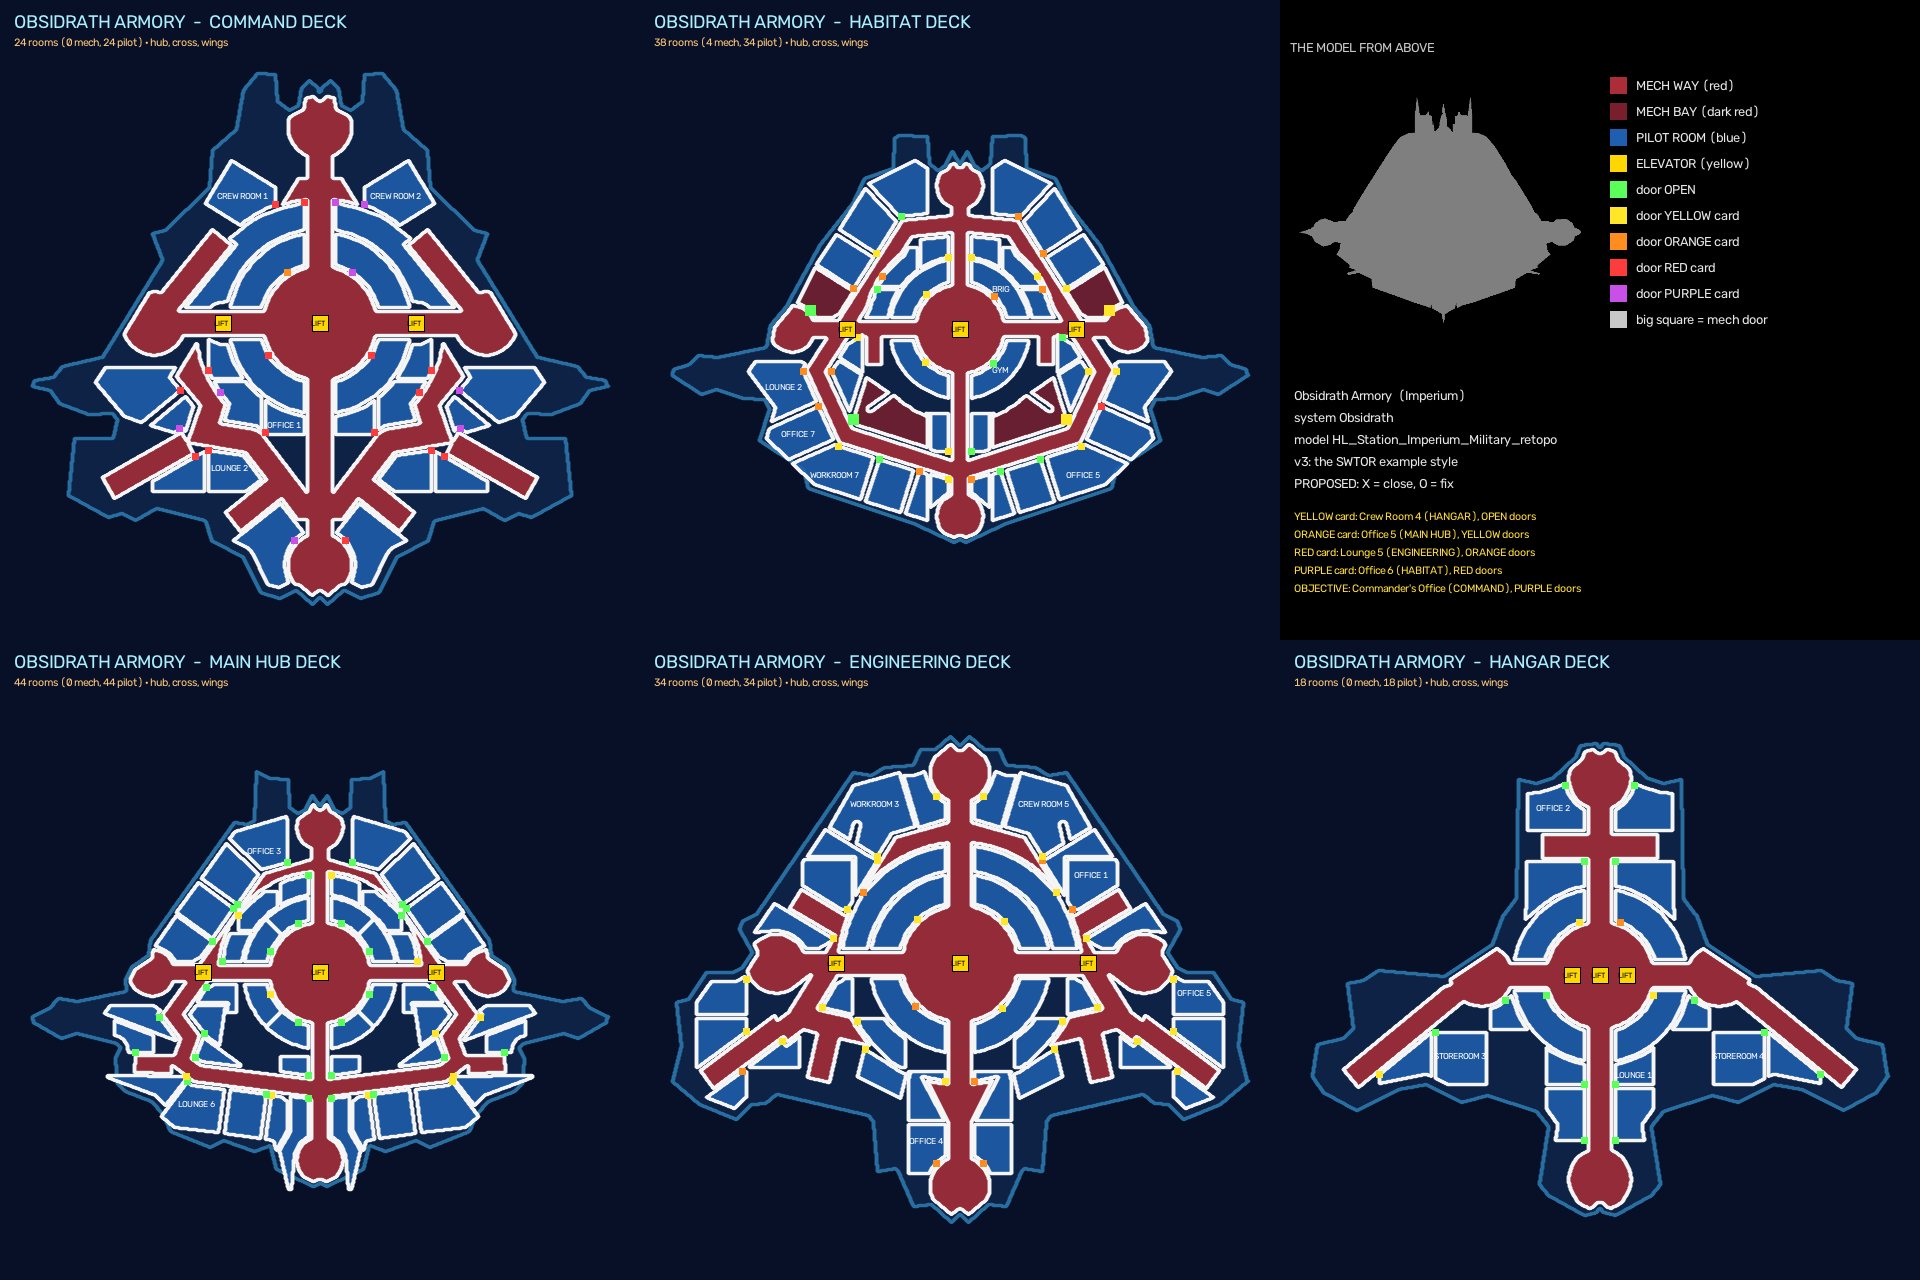 OBSIDRATH ARMORY - COMMAND DECK
24 rooms (0 mech, 24 pilot) • hub, cross, wings
CREW ROOM 1
CREW ROOM 2
LIFT
LIFT
LIFT
OFFICE 1
LOUNGE 2
OBSIDRATH ARMORY - HABITAT DECK
38 rooms (4 mech, 34 pilot) • hub, cross, wings
BRIG
LIFT
LIFT
LIFT
GYM
LOUNGE 2
OFFICE 7
WORKROOM 7
OFFICE 5
THE MODEL FROM ABOVE
MECH WAY (red)
MECH BAY (dark red)
PILOT ROOM (blue)
ELEVATOR (yellow)
door OPEN
door YELLOW card
door ORANGE card
door RED card
door PURPLE card
big square = mech door
Obsidrath Armory (Imperium)
system Obsidrath
model HL_Station_Imperium_Military_retopo
v3: the SWTOR example style
PROPOSED: X = close, O = fix
YELLOW card: Crew Room 4 (HANGAR), OPEN doors
ORANGE card: Office 5 (MAIN HUB), YELLOW doors
RED card: Lounge 5 (ENGINEERING), ORANGE doors
PURPLE card: Office 6 (HABITAT), RED doors
OBJECTIVE: Commander's Office (COMMAND), PURPLE doors
OBSIDRATH ARMORY - MAIN HUB DECK
44 rooms (0 mech, 44 pilot) • hub, cross, wings
OFFICE 3
LIFT
LIFT
LIFT
LOUNGE 6
OBSIDRATH ARMORY - ENGINEERING DECK
34 rooms (0 mech, 34 pilot) • hub, cross, wings
WORKROOM 3
CREW ROOM 5
OFFICE 1
LIFT
LIFT
LIFT
OFFICE 5
OFFICE 4
OBSIDRATH ARMORY - HANGAR DECK
18 rooms (0 mech, 18 pilot) • hub, cross, wings
OFFICE 2
LIFT
LIFT
LIFT
STOREROOM 3
STOREROOM 4
LOUNGE 1